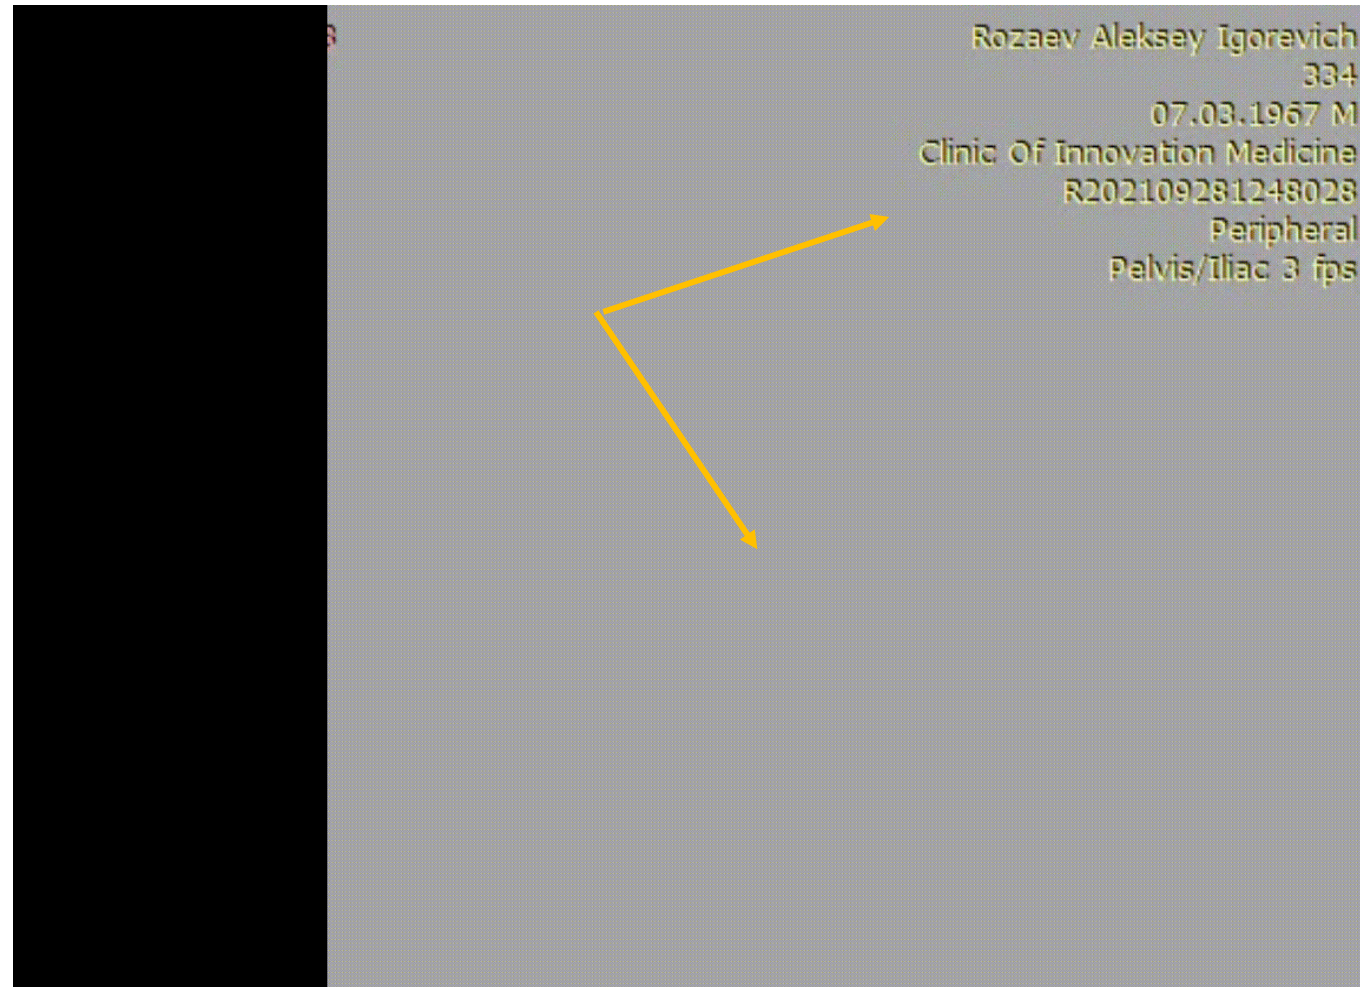 Rozaev Aleksey Igorevich
334
07.03.1967 M
Clinic Of Innovation Medicine
R202109281248028
Peripheral
Pelvis/Iliac 3 fps